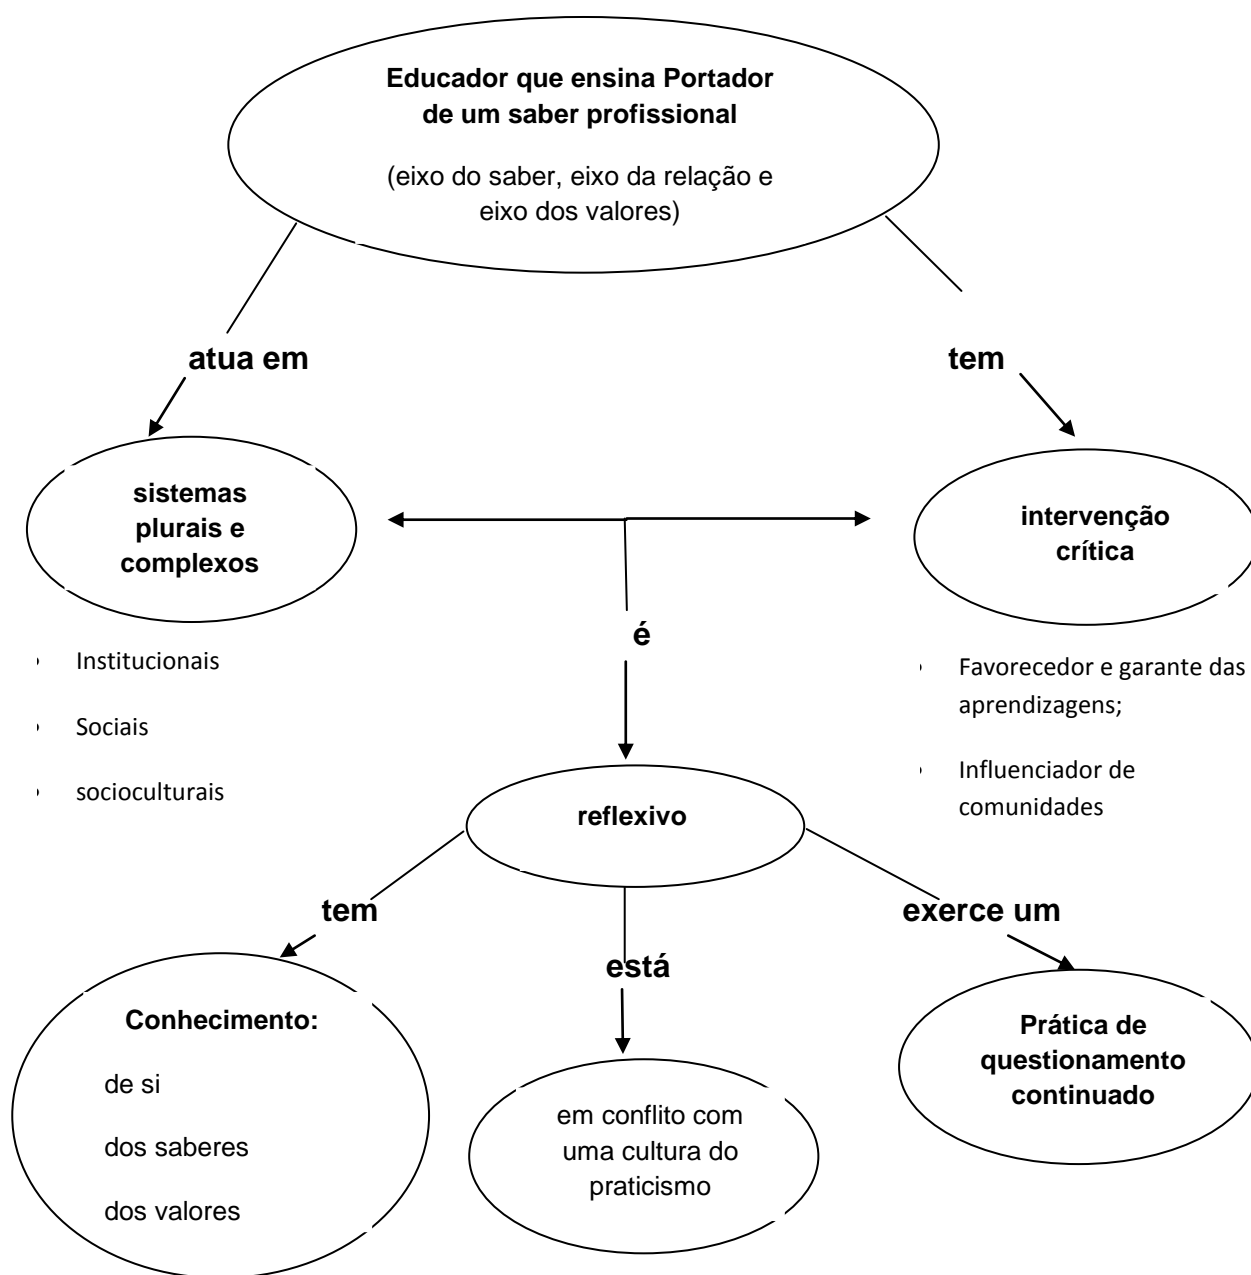 Educador que ensina Portador
de um saber profissional
(eixo do saber, eixo da relação e
eixo dos valores)
atua em
tem
sistemas
plurais e
complexos
intervenção
crítica
é
Institucionais
Sociais
socioculturais
Favorecedor e garante das
aprendizagens;
Influenciador de
comunidades
reflexivo
tem
está
exerce um
Conhecimento:
de si
dos saberes
dos valores
em conflito com
uma cultura do
praticismo
Prática de
questionamento
continuado